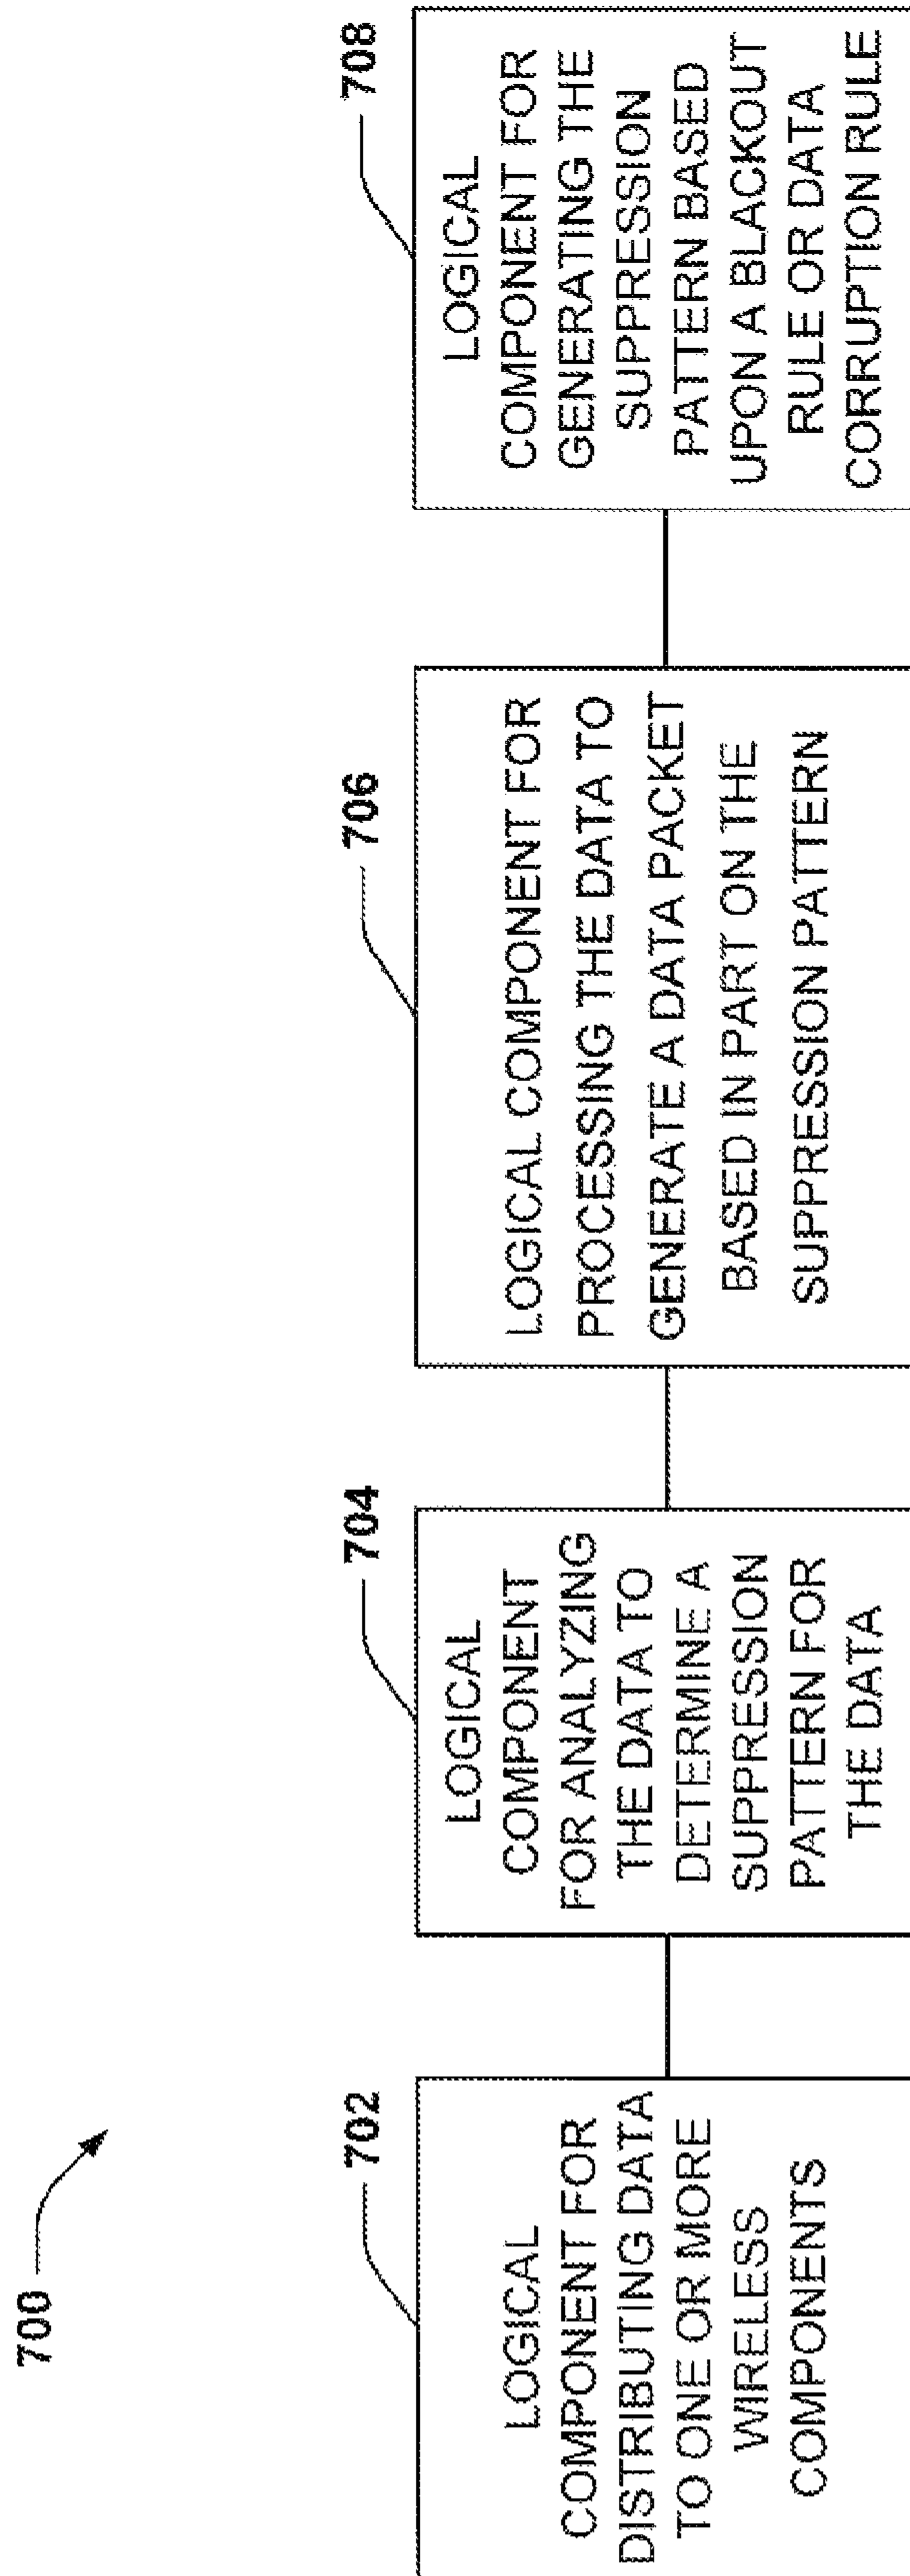 700
702
LOGICAL
COMPONENT FOR
DISTRIBUTING DATA
TO ONE OR MORE
WIRELESS
COMPONENTS
704
LOGICAL
COMPONENT
FOR ANALYZING
THE DATA TO
DETERMINE A
SUPPRESSION
PATTERN FOR
THE DATA
706
LOGICAL COMPONENT FOR
PROCESSING THE DATA TO
GENERATE A DATA PACKET
BASED IN PART ON THE
SUPPRESSION PATTERN
708
LOGICAL
COMPONENT FOR
GENERATING THE
SUPPRESSION
PATTERN BASED
UPON A BLACKOUT
RULE OR DATA
CORRUPTION RULE